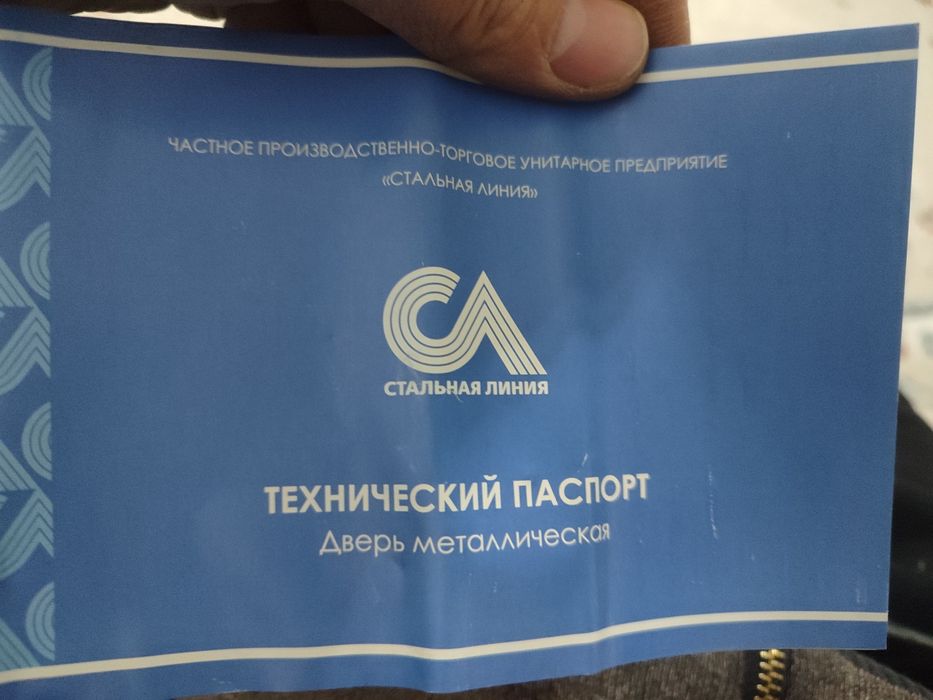 ЧАСТНОЕ ПРОИЗВОДСТВЕННО-ТОРГОВОЕ УНИТАРНОЕ ПРЕДПРИЯТИЕ
«СТАЛЬНАЯ ЛИНИЯ»
СЛ
СТАЛЬНАЯ ЛИНИЯ
ТЕХНИЧЕСКИЙ ПАСПОРТ
Дверь металлическая